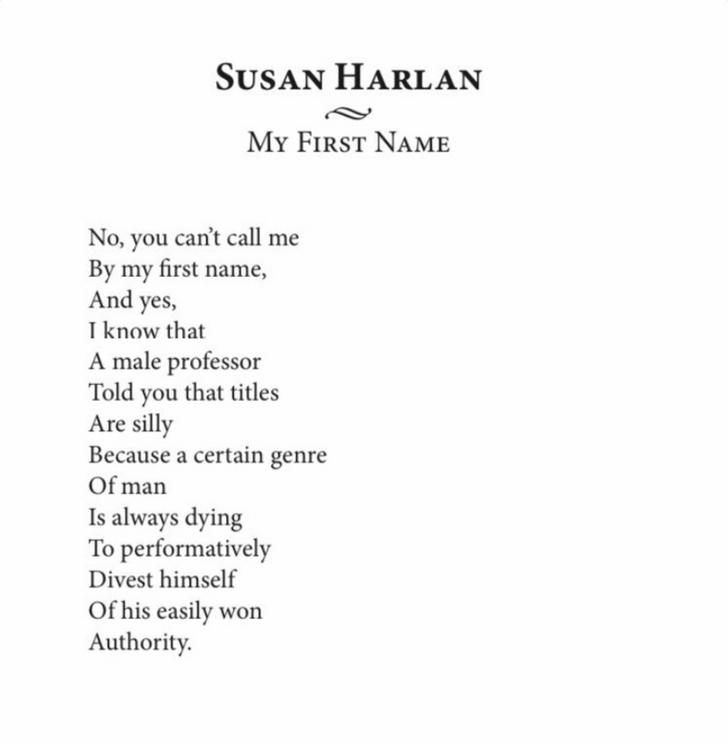 SUSAN HARLAN
MY FIRST NAME
No, you can't call me
By my first name,
And yes,
I know that
A male professor
Told you that titles
Are silly
Because a certain genre
Of man
Is always dying
To performatively
Divest himself
Of his easily won
Authority.